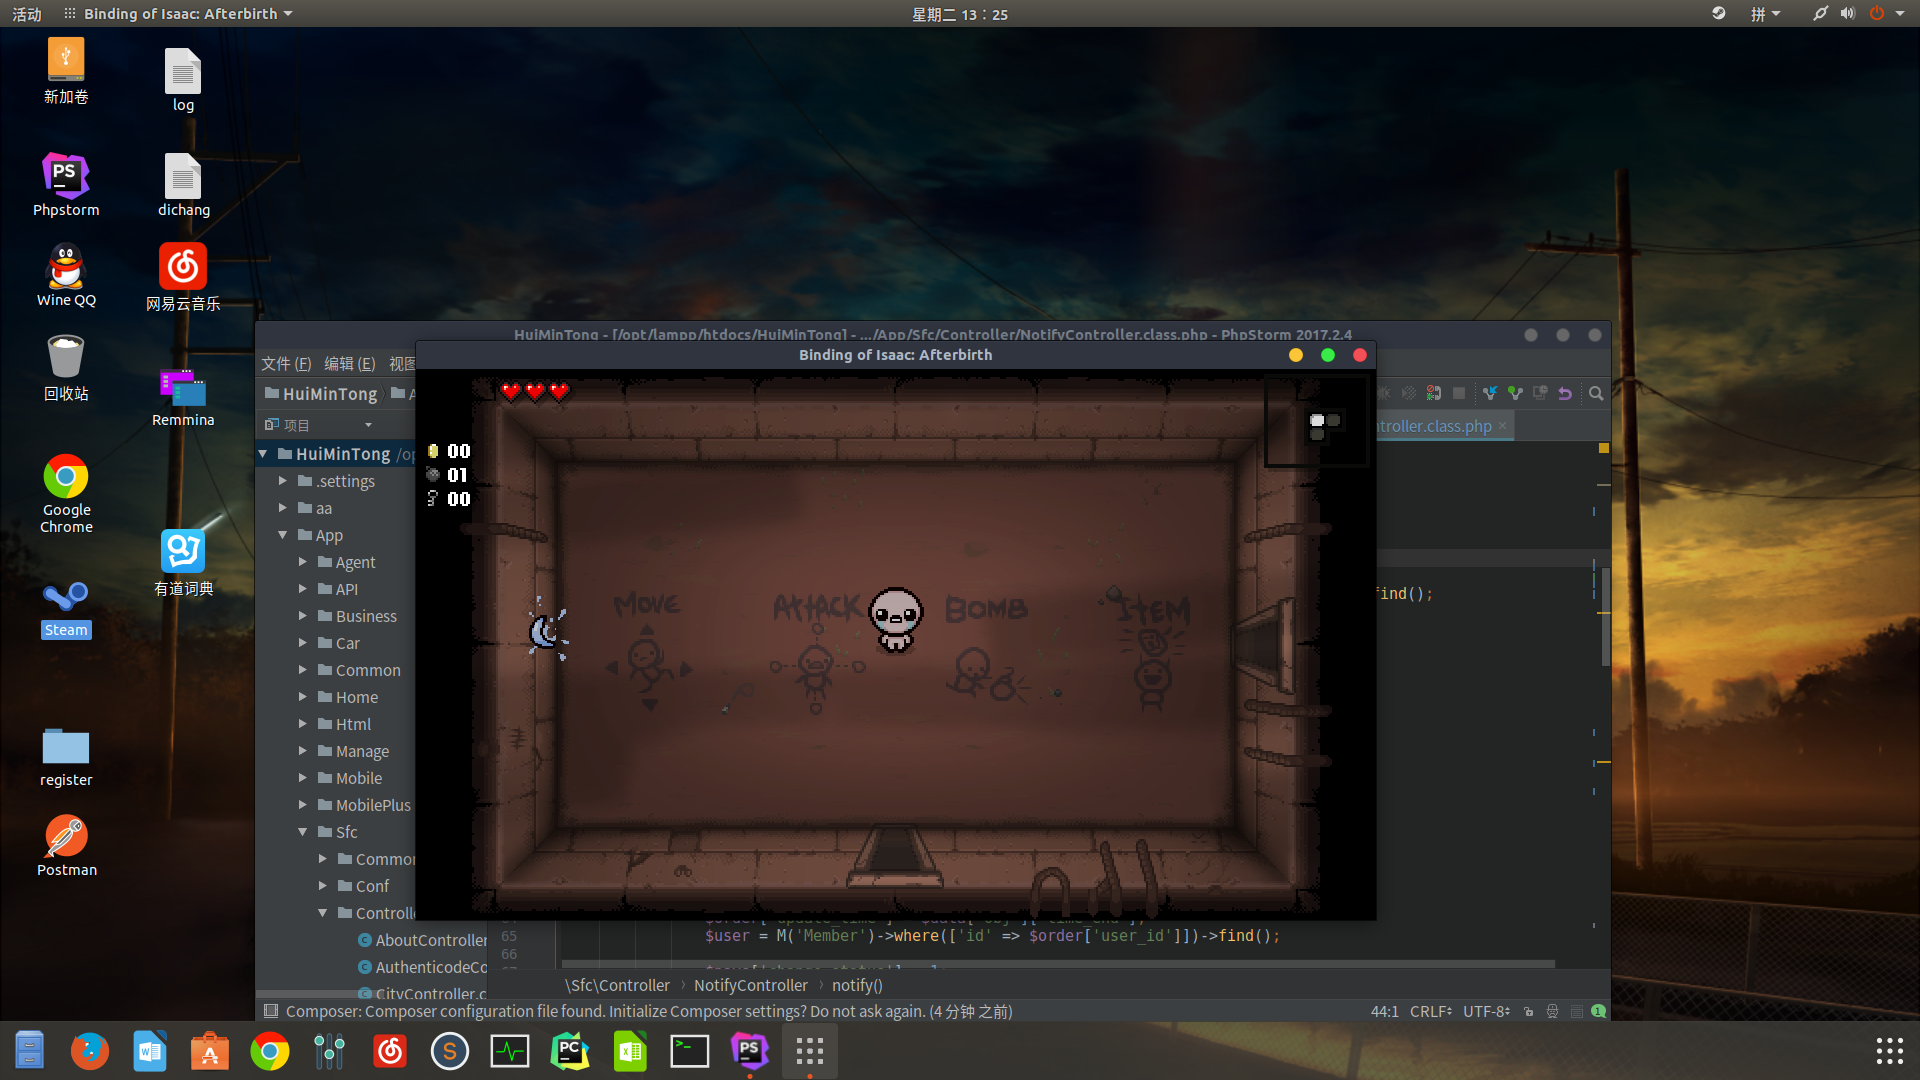 活动 Binding of Isaac: Afterbirth 星期二 13：25 拼
新加卷
log
Phpstorm
dichang
Wine QQ
网易云音乐
回收站
Remmina
Google Chrome
有道词典
Steam
register
Postman
HuiMinTong - [/opt/lampp/htdocs/HuiMinTong] - .../App/Sfc/Controller/NotifyController.class.php - PhpStorm 2017.2.4
文件 (F) 编辑 (E) 视图
Binding of Isaac: Afterbirth
HuiMinTong
项目
ntroller.class.php
HuiMinTong /op
.settings
aa
App
Agent
API
Business
Car
Common
Home
Html
Manage
Mobile
MobilePlus
Sfc
Common
Conf
Controlle
AboutController
AuthenticodeCo
CityController.c
00
01
00
MOVE ATTACK BOMB ITEM
find();
65 $user = M('Member')->where(['id' => $order['user_id']])->find();
66
\Sfc\Controller › NotifyController › notify()
Composer: Composer configuration file found. Initialize Composer settings? Do not ask again. (4 分钟 之前) 44:1 CRLF UTF-8 1